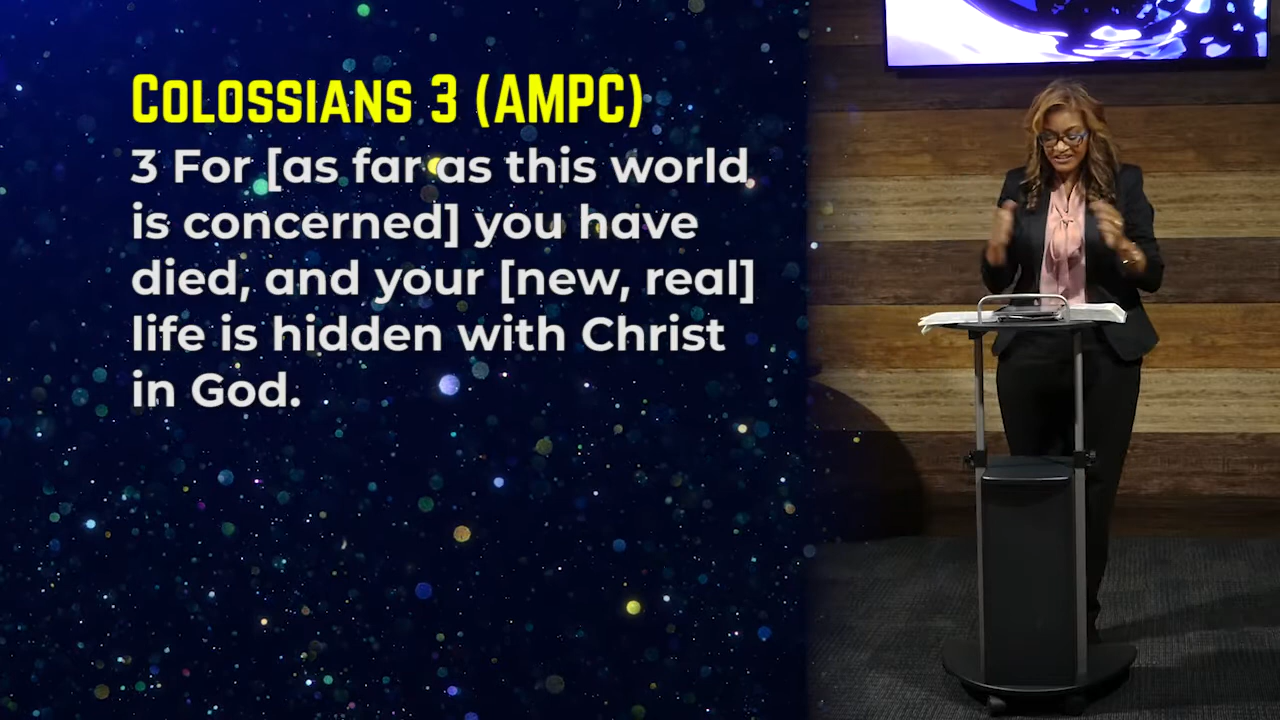 Colossians 3 (AMPC)
3 For [as far as this world
is concerned] you have
died, and your [new, real]
life is hidden with Christ
in God.